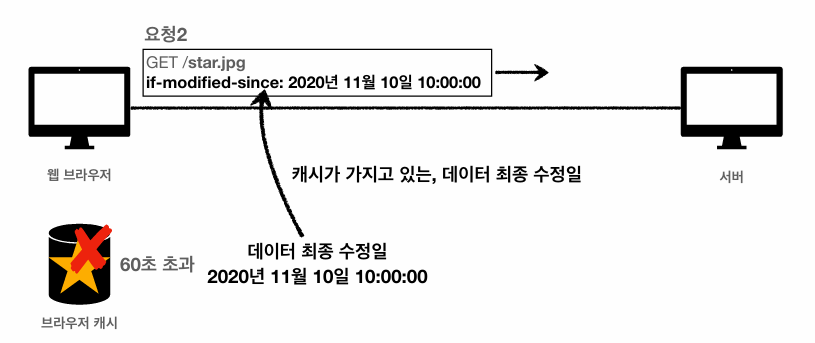 요청2
GET /star.jpg
if-modified-since: 2020년 11월 10일 10:00:00
웹 브라우저
캐시가 가지고 있는, 데이터 최종 수정일
서버
60초 초과
데이터 최종 수정일
2020년 11월 10일 10:00:00
브라우저 캐시